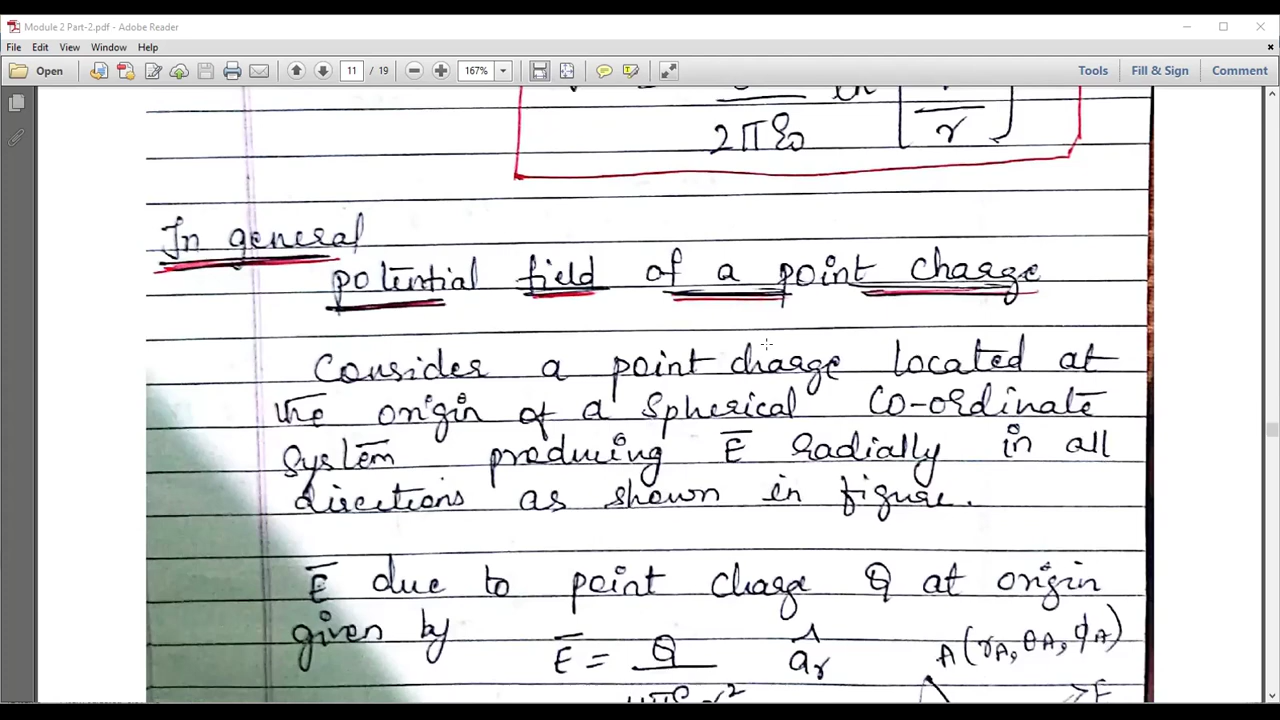 Module 2 Part-2.pdf - Adobe Reader
File Edit View Window Help
Open 11 / 19 167% Tools Fill & Sign Comment
2πε0 r
In general
potential field of a point charge
Consider a point charge located at
the origin of a spherical co-ordinate
system producing E̅ radially in all
directions as shown in figure.
E̅ due to point charge Q at origin
given by
E̅ = Q âr A(rA, θA, φA)